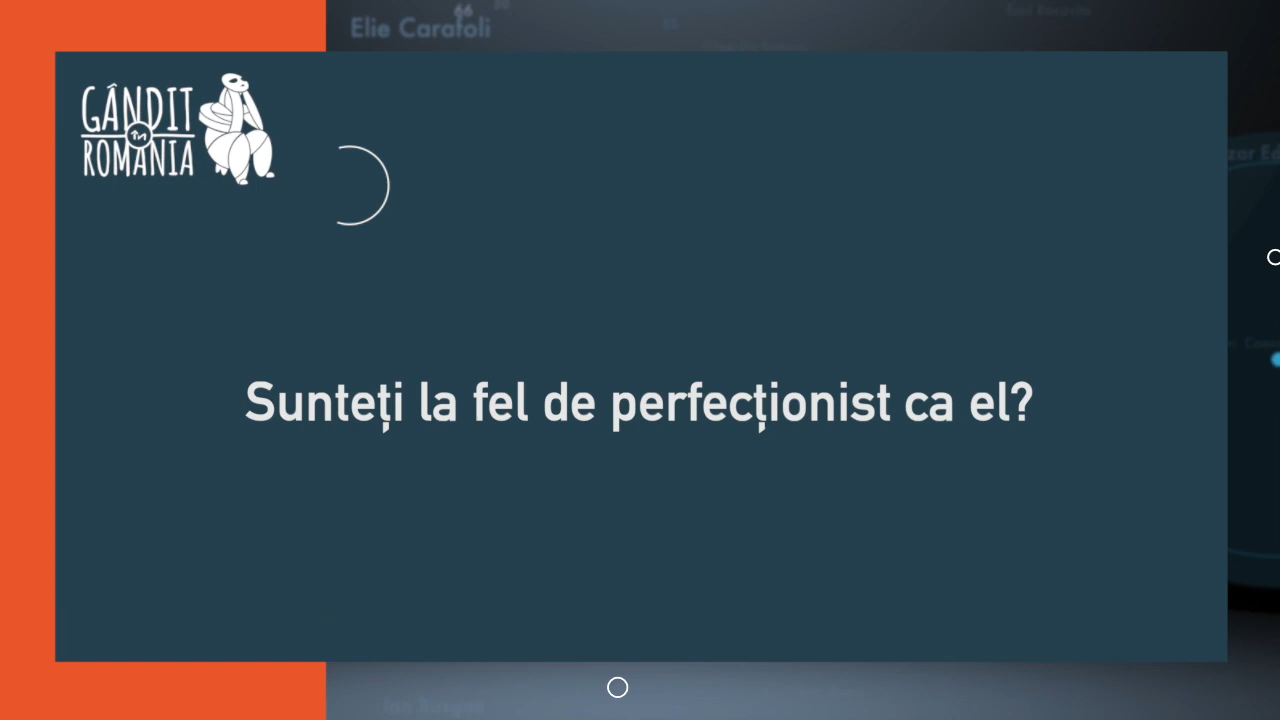 Elie Carafoli
GÂNDIT
în
ROMÂNIA
Sunteți la fel de perfecționist ca el?